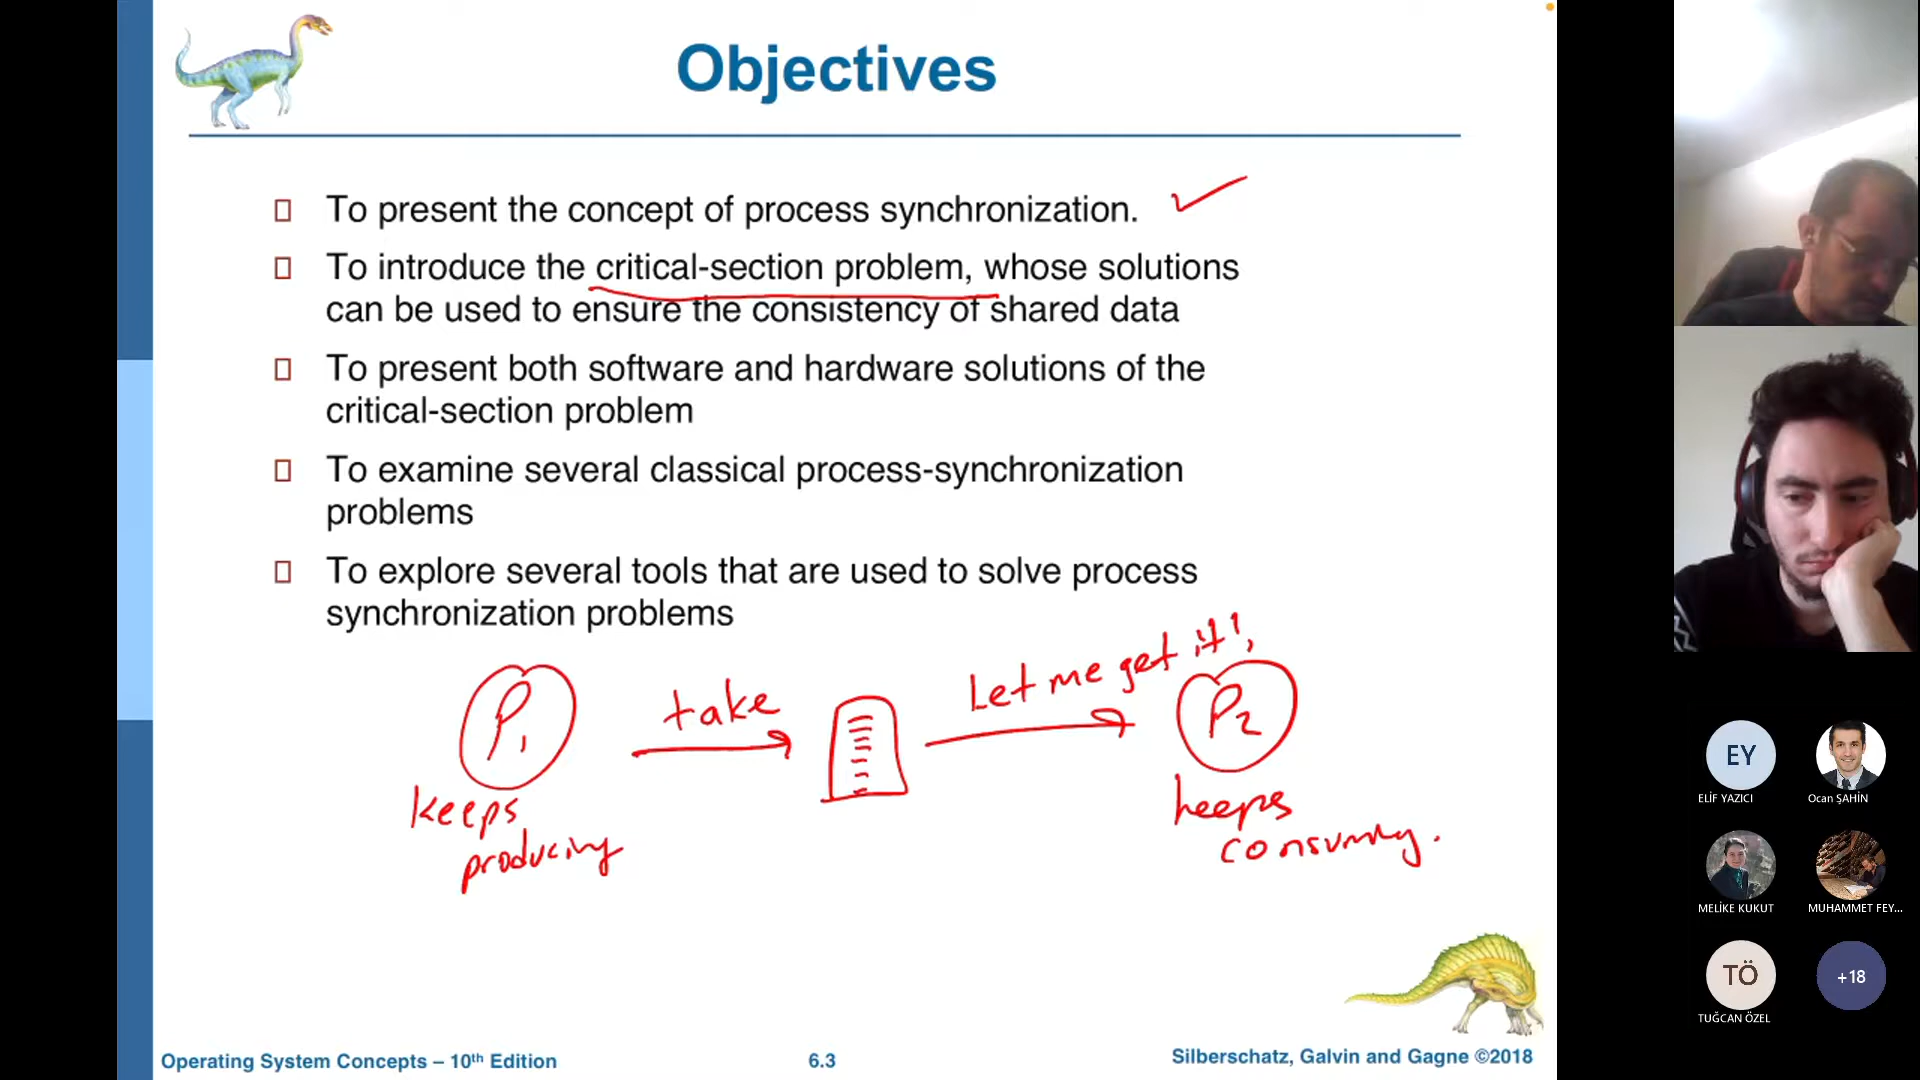 Objectives
To present the concept of process synchronization.
To introduce the critical-section problem, whose solutions
can be used to ensure the consistency of shared data
To present both software and hardware solutions of the
critical-section problem
To examine several classical process-synchronization
problems
To explore several tools that are used to solve process
synchronization problems
P1
take
Let me get it!,
P2
keeps
producing
keeps
consuming.
Operating System Concepts – 10th Edition
6.3
Silberschatz, Galvin and Gagne ©2018
EY
ELİF YAZICI
Ocan ŞAHİN
MELİKE KUKUT
MUHAMMET FEY...
TÖ
TUĞCAN ÖZEL
+18